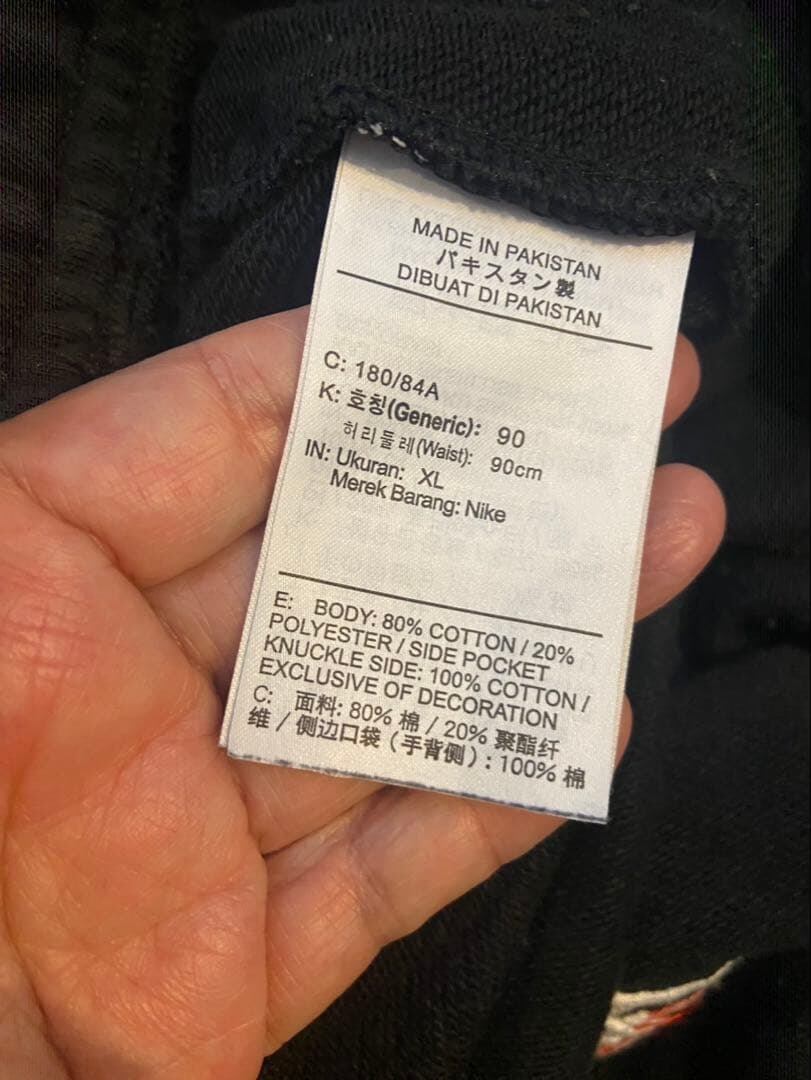 MADE IN PAKISTAN
パキスタン製
DIBUAT DI PAKISTAN
C: 180/84A
K: 호칭(Generic): 90
허리둘레(Waist): 90cm
IN: Ukuran: XL
Merek Barang: Nike
E: BODY: 80% COTTON / 20%
POLYESTER / SIDE POCKET
KNUCKLE SIDE: 100% COTTON /
EXCLUSIVE OF DECORATION
C: 面料: 80% 棉 / 20% 聚酯纤
维 / 侧边口袋 (手背侧) : 100% 棉